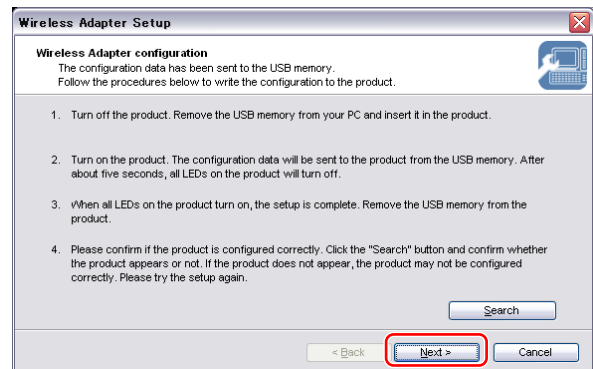 Wireless Adapter Setup
Wireless Adapter configuration
The configuration data has been sent to the USB memory.
Follow the procedures below to write the configuration to the product.
1. Turn off the product. Remove the USB memory from your PC and insert it in the product.
2. Turn on the product. The configuration data will be sent to the product from the USB memory. After
about five seconds, all LEDs on the product will turn off.
3. When all LEDs on the product turn on, the setup is complete. Remove the USB memory from the
product.
4. Please confirm if the product is configured correctly. Click the "Search" button and confirm whether
the product appears or not. If the product does not appear, the product may not be configured
correctly. Please try the setup again.
Search
< Back Next > Cancel